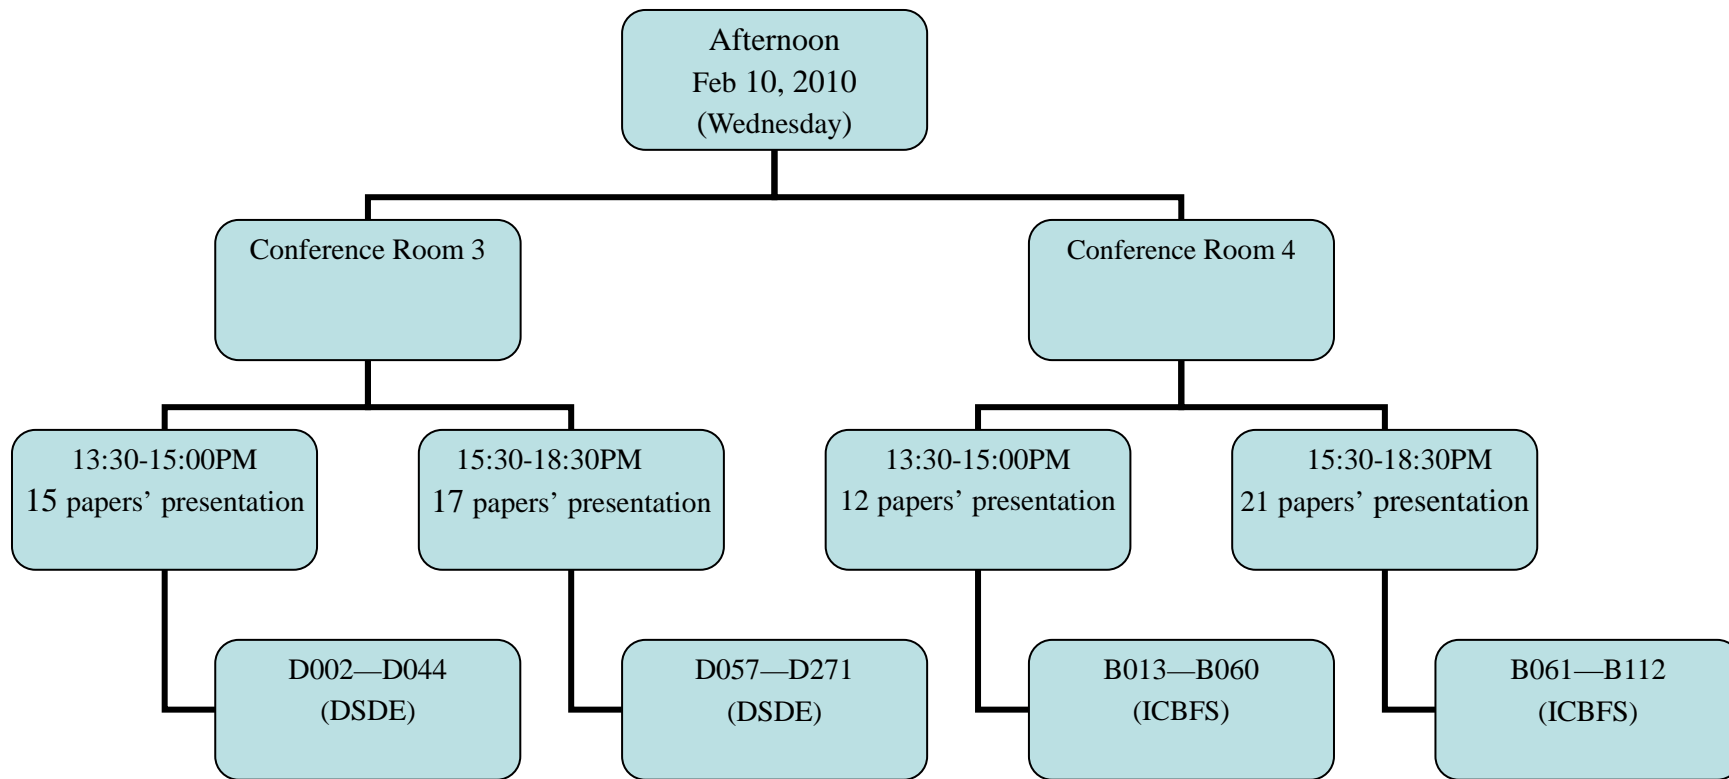 Afternoon
Feb 10, 2010
(Wednesday)
Conference Room 3
Conference Room 4
13:30-15:00PM
15 papers’ presentation
15:30-18:30PM
17 papers’ presentation
13:30-15:00PM
12 papers’ presentation
15:30-18:30PM
21 papers’ presentation
D002—D044
(DSDE)
D057—D271
(DSDE)
B013—B060
(ICBFS)
B061—B112
(ICBFS)